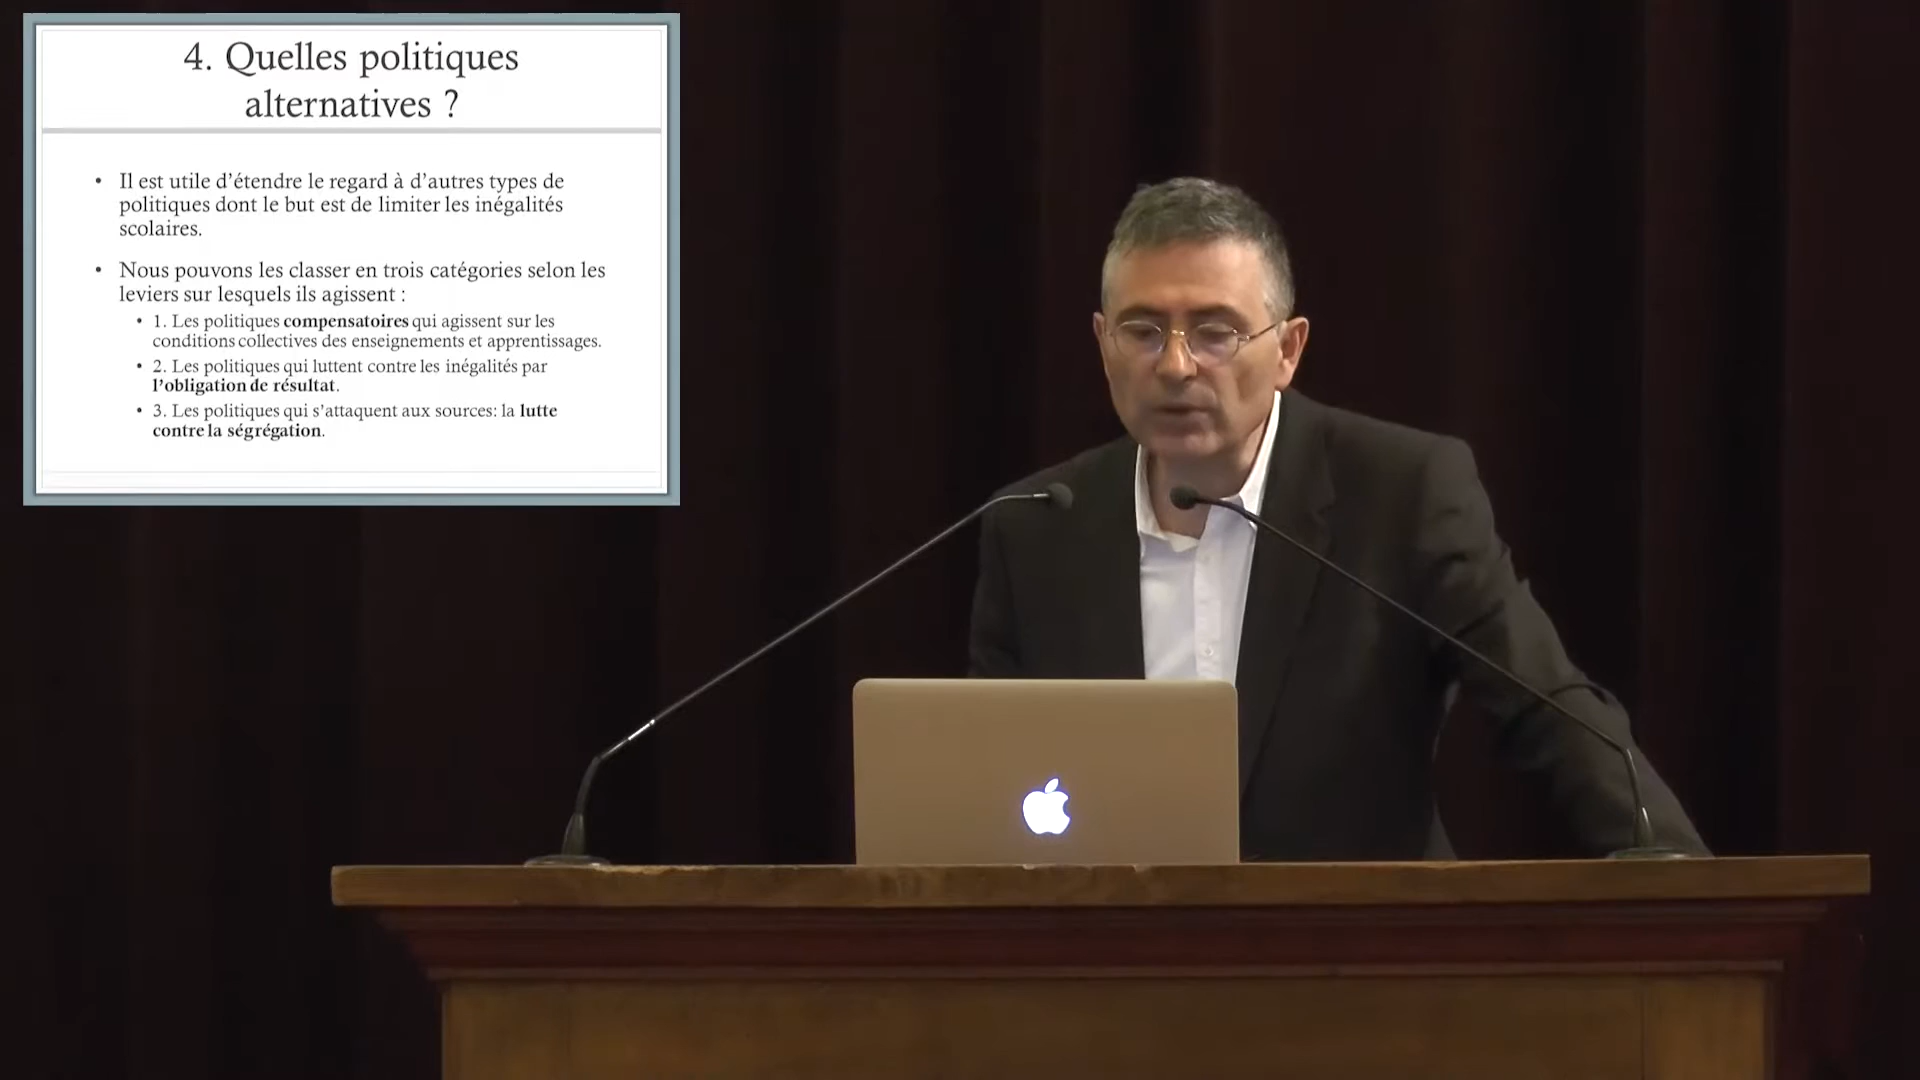 4. Quelles politiques
alternatives ?
• Il est utile d’étendre le regard à d’autres types de
politiques dont le but est de limiter les inégalités
scolaires.
• Nous pouvons les classer en trois catégories selon les
leviers sur lesquels ils agissent :
• 1. Les politiques compensatoires qui agissent sur les
conditions collectives des enseignements et apprentissages.
• 2. Les politiques qui luttent contre les inégalités par
l’obligation de résultat.
• 3. Les politiques qui s’attaquent aux sources: la lutte
contre la ségrégation.